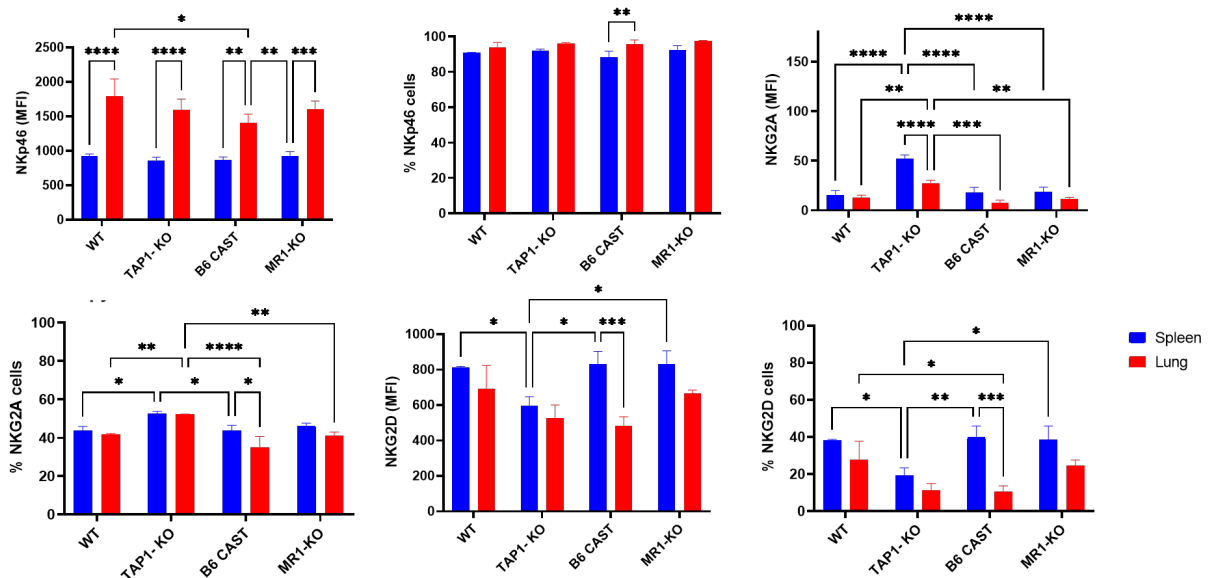 *
**** **** ** ** ***
NKp46 (MFI)
2500
2000
1500
1000
500
0
WT
TAP1- KO
B6 CAST
MR1-KO
**
% NKp46 cells
100
80
60
40
20
0
WT
TAP1- KO
B6 CAST
MR1-KO
****
**** ****
** **
**** ***
NKG2A (MFI)
150
100
50
0
WT
TAP1- KO
B6 CAST
MR1-KO
**
** ****
* * *
% NKG2A cells
100
80
60
40
20
0
WT
TAP1- KO
B6 CAST
MR1-KO
*
* * ***
NKG2D (MFI)
1000
800
600
400
200
0
WT
TAP1- KO
B6 CAST
MR1-KO
*
*
* ** ***
% NKG2D cells
100
80
60
40
20
0
WT
TAP1- KO
B6 CAST
MR1-KO
Spleen
Lung